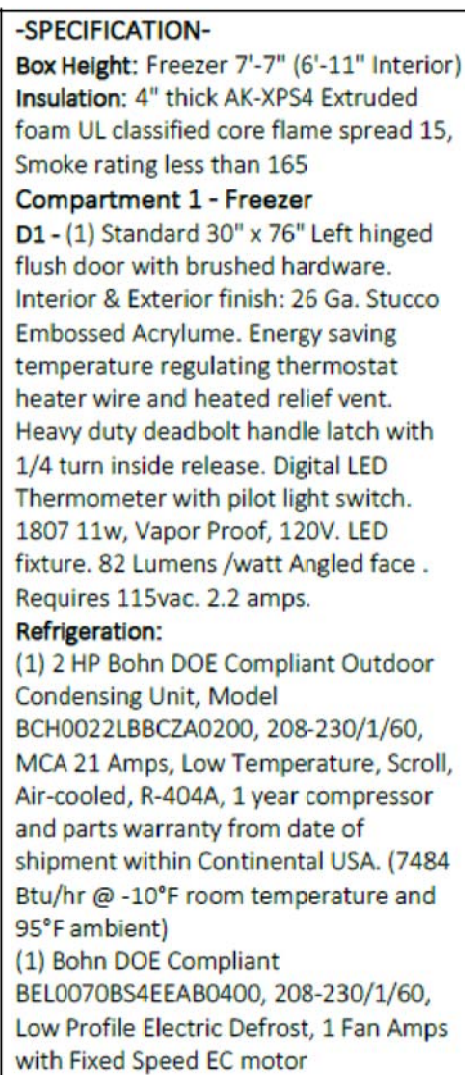 -SPECIFICATION-
Box Height: Freezer 7'-7" (6'-11" Interior)
Insulation: 4" thick AK-XPS4 Extruded
foam UL classified core flame spread 15,
Smoke rating less than 165
Compartment 1 - Freezer
D1 - (1) Standard 30" x 76" Left hinged
flush door with brushed hardware.
Interior & Exterior finish: 26 Ga. Stucco
Embossed Acrylume. Energy saving
temperature regulating thermostat
heater wire and heated relief vent.
Heavy duty deadbolt handle latch with
1/4 turn inside release. Digital LED
Thermometer with pilot light switch.
1807 11w, Vapor Proof, 120V. LED
fixture. 82 Lumens /watt Angled face .
Requires 115vac. 2.2 amps.
Refrigeration:
(1) 2 HP Bohn DOE Compliant Outdoor
Condensing Unit, Model
BCH0022LBBCZA0200, 208-230/1/60,
MCA 21 Amps, Low Temperature, Scroll,
Air-cooled, R-404A, 1 year compressor
and parts warranty from date of
shipment within Continental USA. (7484
Btu/hr @ -10°F room temperature and
95°F ambient)
(1) Bohn DOE Compliant
BEL0070BS4EEAB0400, 208-230/1/60,
Low Profile Electric Defrost, 1 Fan Amps
with Fixed Speed EC motor